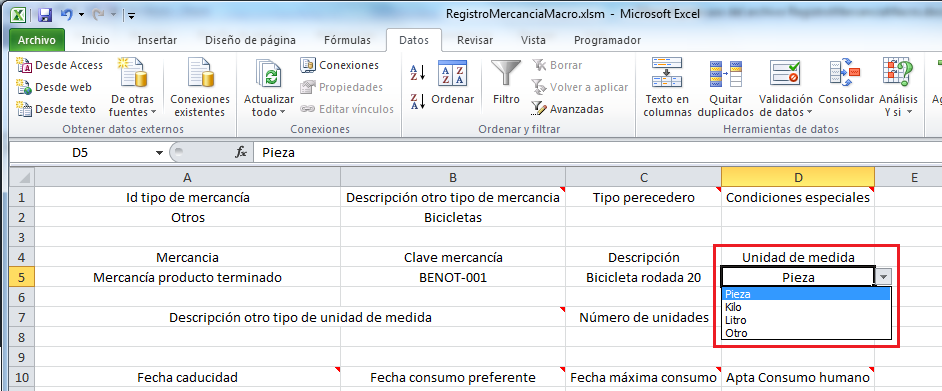 RegistroMercanciaMacro.xlsm - Microsoft Excel
Archivo Inicio Insertar Diseño de página Fórmulas Datos Revisar Vista Programador
Desde Access
Desde web
Desde texto
De otras fuentes
Obtener datos externos
Conexiones existentes
Actualizar todo
Conexiones
Propiedades
Editar vínculos
Conexiones
Ordenar
Filtro
Borrar
Volver a aplicar
Avanzadas
Ordenar y filtrar
Texto en columnas
Quitar duplicados
Validación de datos
Consolidar
Análisis Y si
Herramientas de datos
D5 fx Pieza
A B C D E
1 Id tipo de mercancía Descripción otro tipo de mercancia Tipo perecedero Condiciones especiales
2 Otros Bicicletas
3
4 Mercancia Clave mercancía Descripción Unidad de medida
5 Mercancía producto terminado BENOT-001 Bicicleta rodada 20 Pieza
Pieza
Kilo
Litro
Otro
6
7 Descripción otro tipo de unidad de medida Número de unidades
8
9
10 Fecha caducidad Fecha consumo preferente Fecha máxima consumo Apta Consumo humano